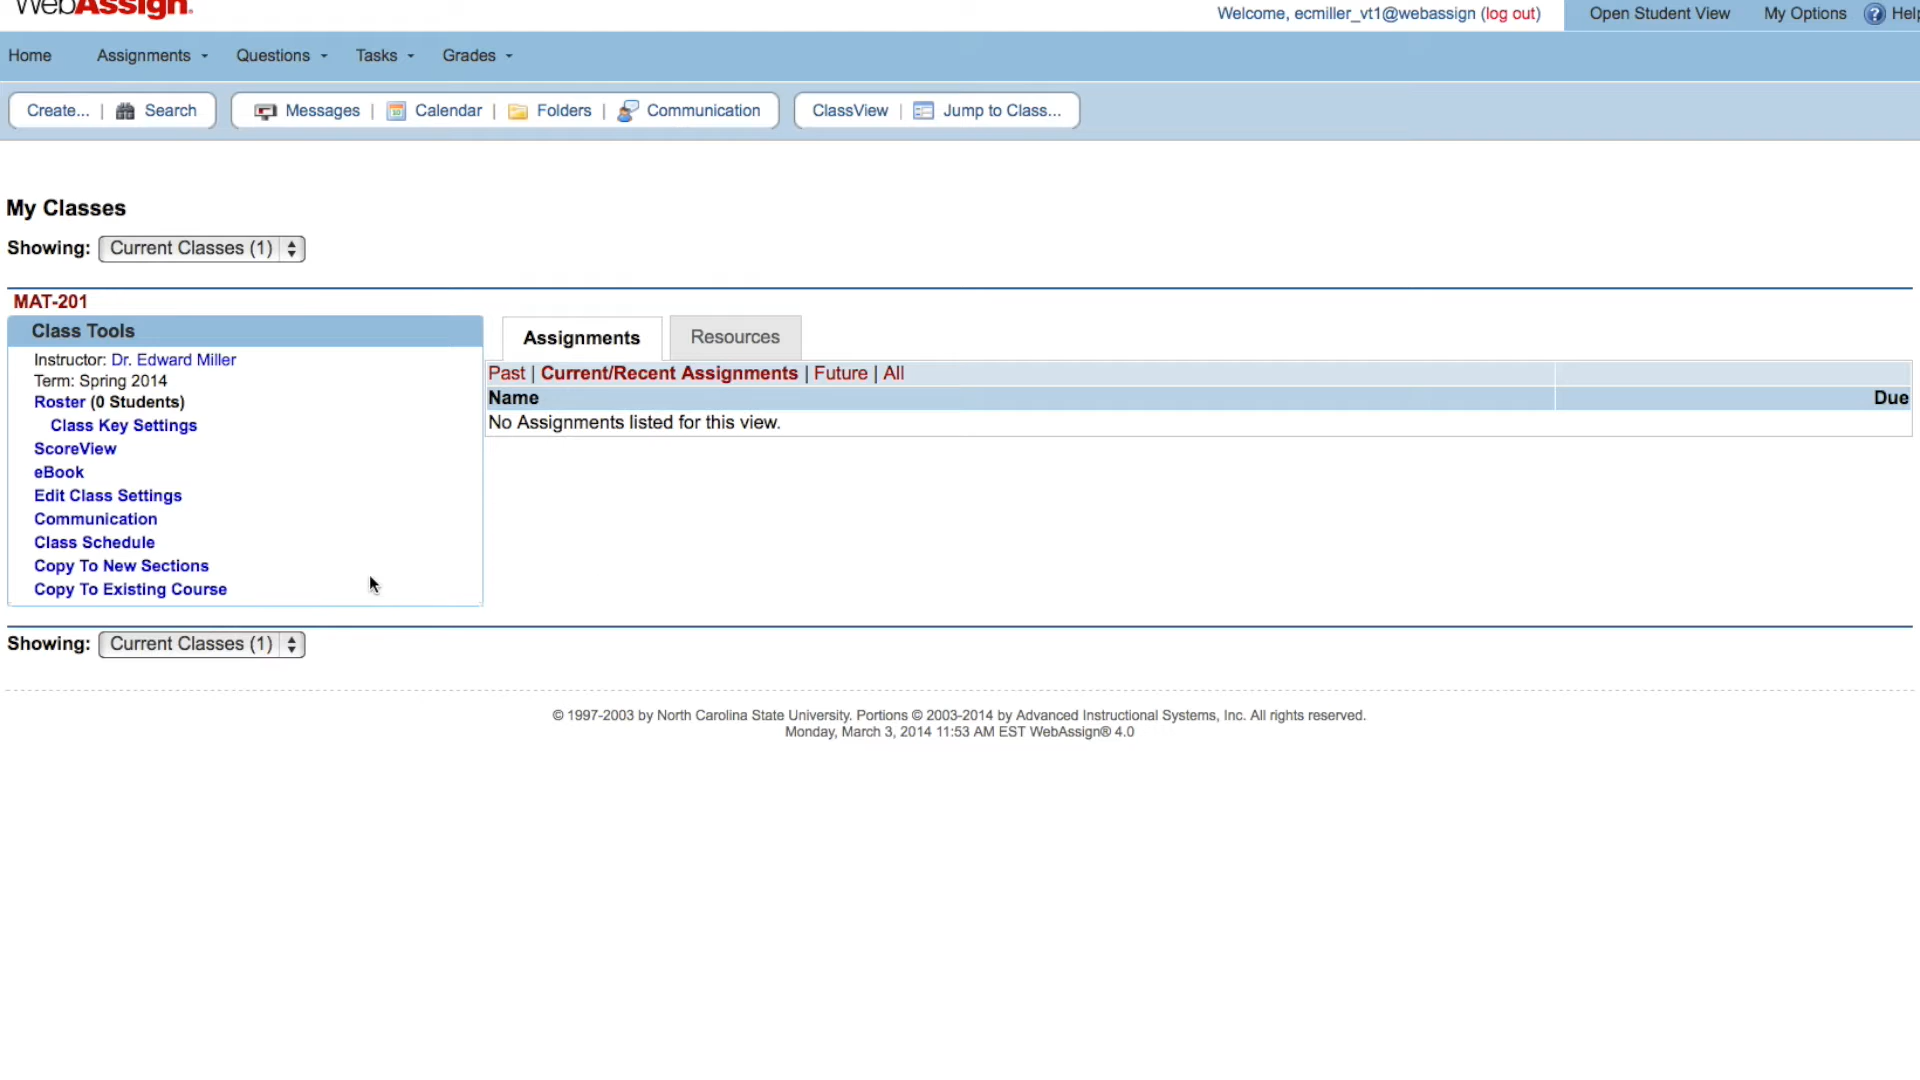 WebAssign.
Welcome, ecmiller_vt1@webassign (log out) Open Student View My Options Help
Home Assignments Questions Tasks Grades
Create... | Search Messages | Calendar | Folders | Communication ClassView | Jump to Class...
My Classes
Showing: Current Classes (1)
MAT-201
Class Tools
Instructor: Dr. Edward Miller
Term: Spring 2014
Roster (0 Students)
Class Key Settings
ScoreView
eBook
Edit Class Settings
Communication
Class Schedule
Copy To New Sections
Copy To Existing Course
Assignments Resources
Past | Current/Recent Assignments | Future | All
Name Due
No Assignments listed for this view.
Showing: Current Classes (1)
© 1997-2003 by North Carolina State University. Portions © 2003-2014 by Advanced Instructional Systems, Inc. All rights reserved.
Monday, March 3, 2014 11:53 AM EST WebAssign® 4.0